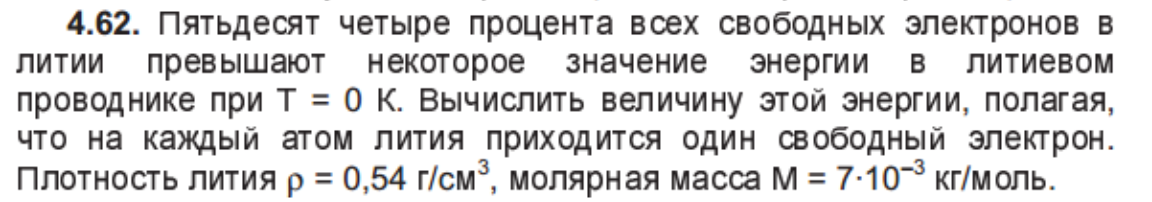 4.62. Пятьдесят четыре процента всех свободных электронов в
литии превышают некоторое значение энергии в литиевом
проводнике при T = 0 К. Вычислить величину этой энергии, полагая,
что на каждый атом лития приходится один свободный электрон.
Плотность лития ρ = 0,54 г/см³, молярная масса М = 7·10⁻³ кг/моль.